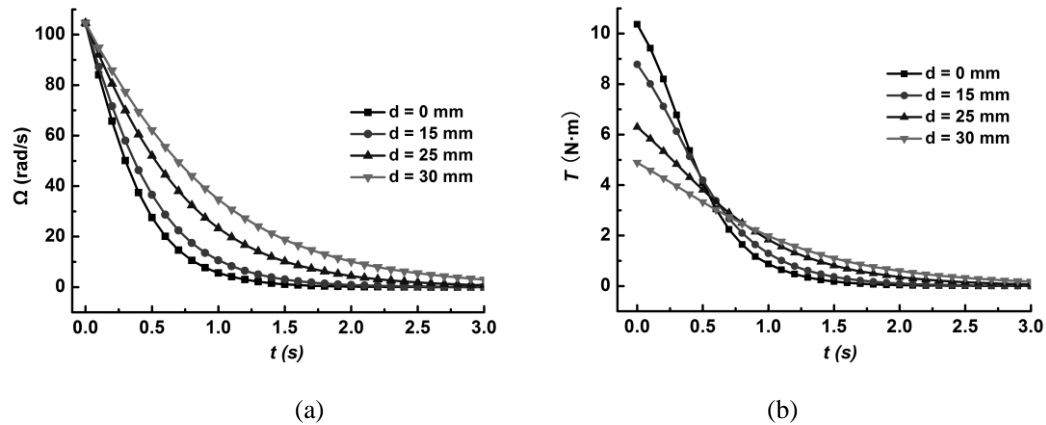 100
80
60
40
20
0
Ω (rad/s)
d = 0 mm
d = 15 mm
d = 25 mm
d = 30 mm
0.0 0.5 1.0 1.5 2.0 2.5 3.0
t (s)
(a)
10
8
6
4
2
0
T (N·m)
d = 0 mm
d = 15 mm
d = 25 mm
d = 30 mm
0.0 0.5 1.0 1.5 2.0 2.5 3.0
t (s)
(b)